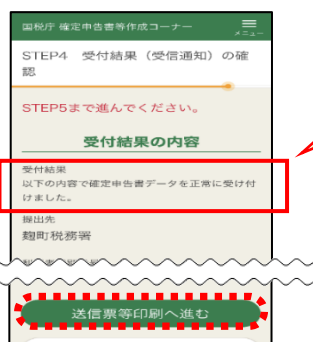 国税庁 確定申告書等作成コーナー
メニュー
STEP4 受付結果（受信通知）の確
認
STEP5まで進んでください。
受付結果の内容
受付結果
以下の内容で確定申告書データを正常に受け付
けました。
提出先
麹町税務署
送信票等印刷へ進む